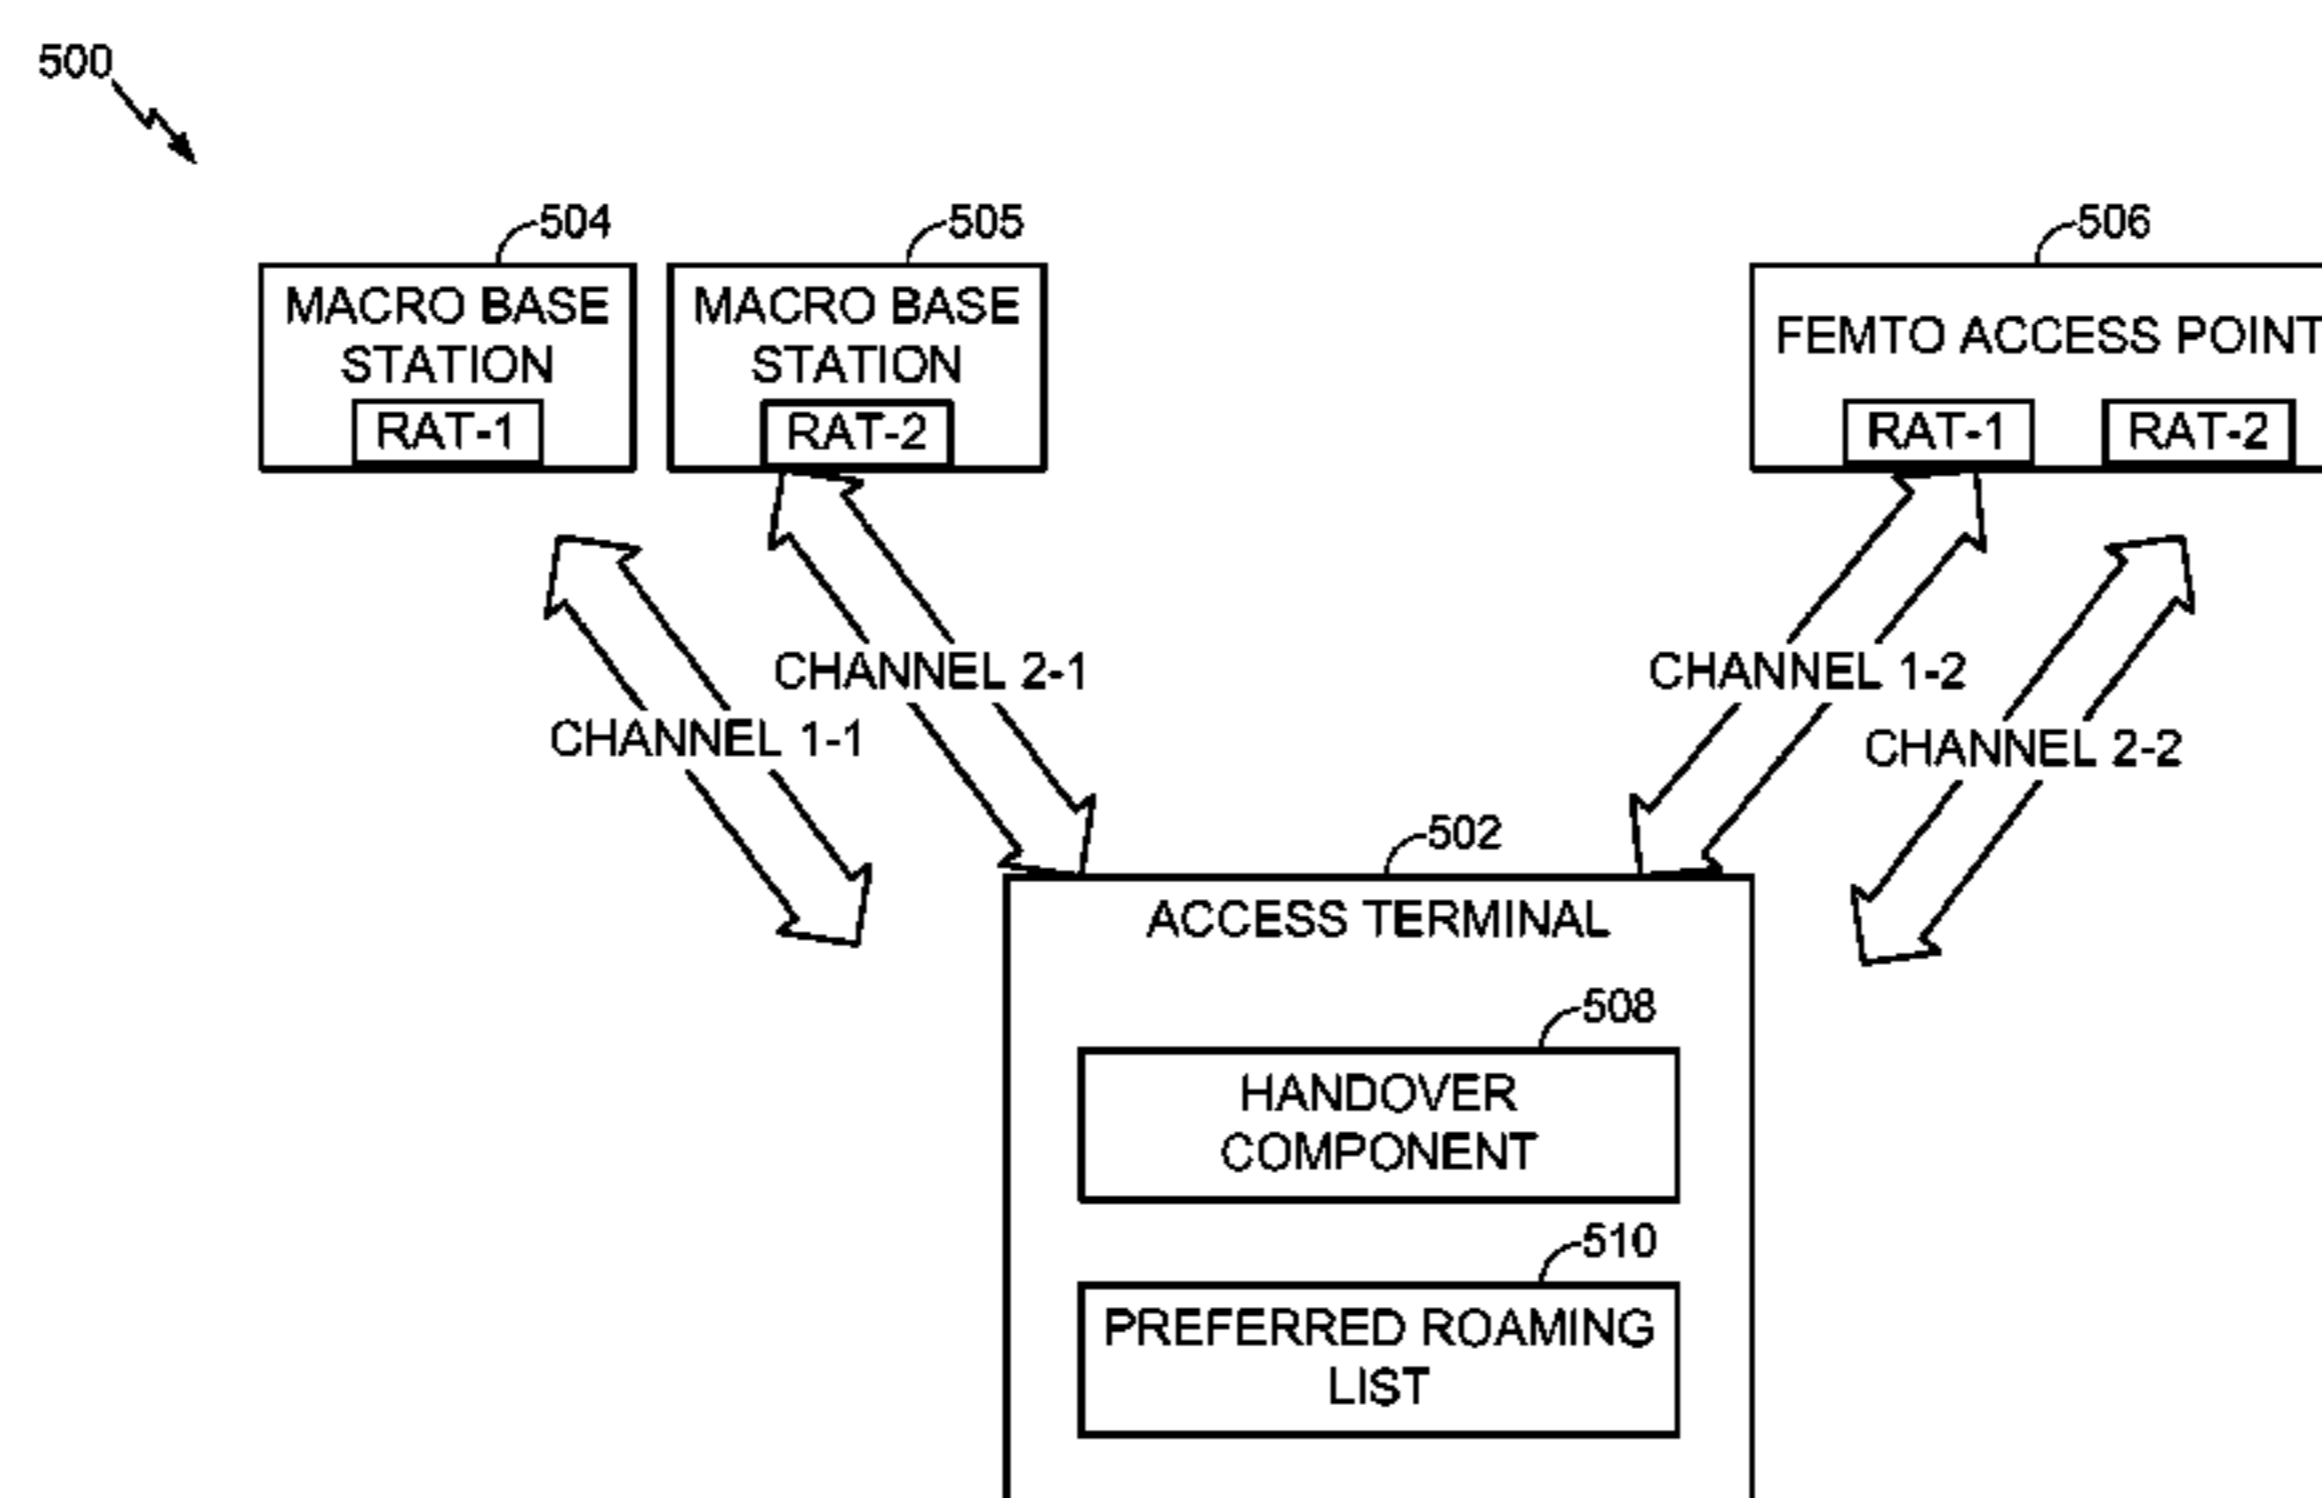 500
504
505
506
MACRO BASE
STATION
RAT-1
MACRO BASE
STATION
RAT-2
FEMTO ACCESS POINT
RAT-1
RAT-2
CHANNEL 2-1
CHANNEL 1-1
CHANNEL 1-2
CHANNEL 2-2
502
ACCESS TERMINAL
508
HANDOVER
COMPONENT
510
PREFERRED ROAMING
LIST